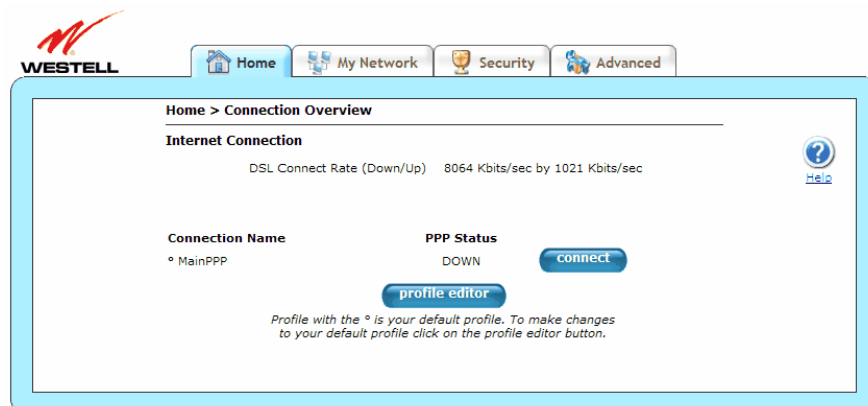 WESTELL
Home
My Network
Security
Advanced
Home > Connection Overview
Internet Connection
DSL Connect Rate (Down/Up) 8064 Kbits/sec by 1021 Kbits/sec
Help
Connection Name PPP Status
° MainPPP DOWN connect
profile editor
Profile with the ° is your default profile. To make changes
to your default profile click on the profile editor button.